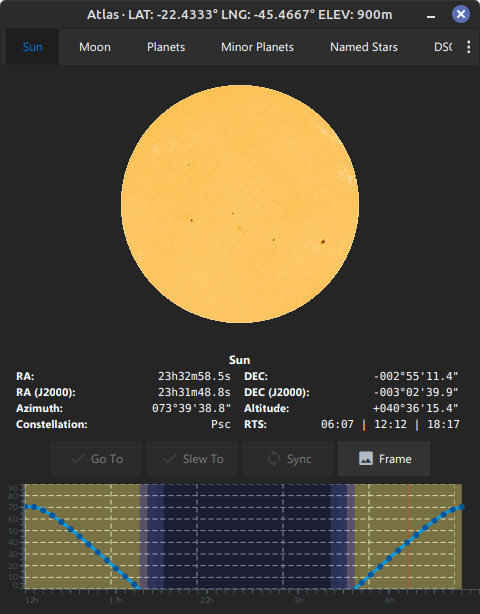 Atlas · LAT: -22.4333° LNG: -45.4667° ELEV: 900m
Sun Moon Planets Minor Planets Named Stars DSO
Sun
RA: 23h32m58.5s DEC: -002°55'11.4"
RA (J2000): 23h31m48.8s DEC (J2000): -003°02'39.9"
Azimuth: 073°39'38.8" Altitude: +040°36'15.4"
Constellation: Psc RTS: 06:07 | 12:12 | 18:17
Go To Slew To Sync Frame
90
80
70
60
50
40
30
20
10
0
12h 17h 22h 3h 8h